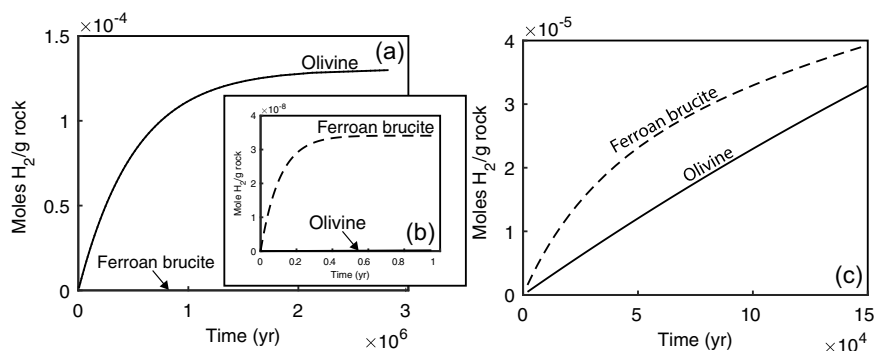 ×10⁻⁴
1.5
1
0.5
0
Moles H₂/g rock
(a)
Olivine
Ferroan brucite
0 1 2 3
Time (yr)
×10⁶
×10⁻⁸
4
3
2
1
0
Mole H₂/g rock
Ferroan brucite
Olivine
(b)
0 0.2 0.4 0.6 0.8 1
Time (yr)
×10⁻⁵
4
3
2
1
0
Moles H₂/g rock
Ferroan brucite
Olivine
(c)
0 5 10 15
Time (yr)
×10⁴